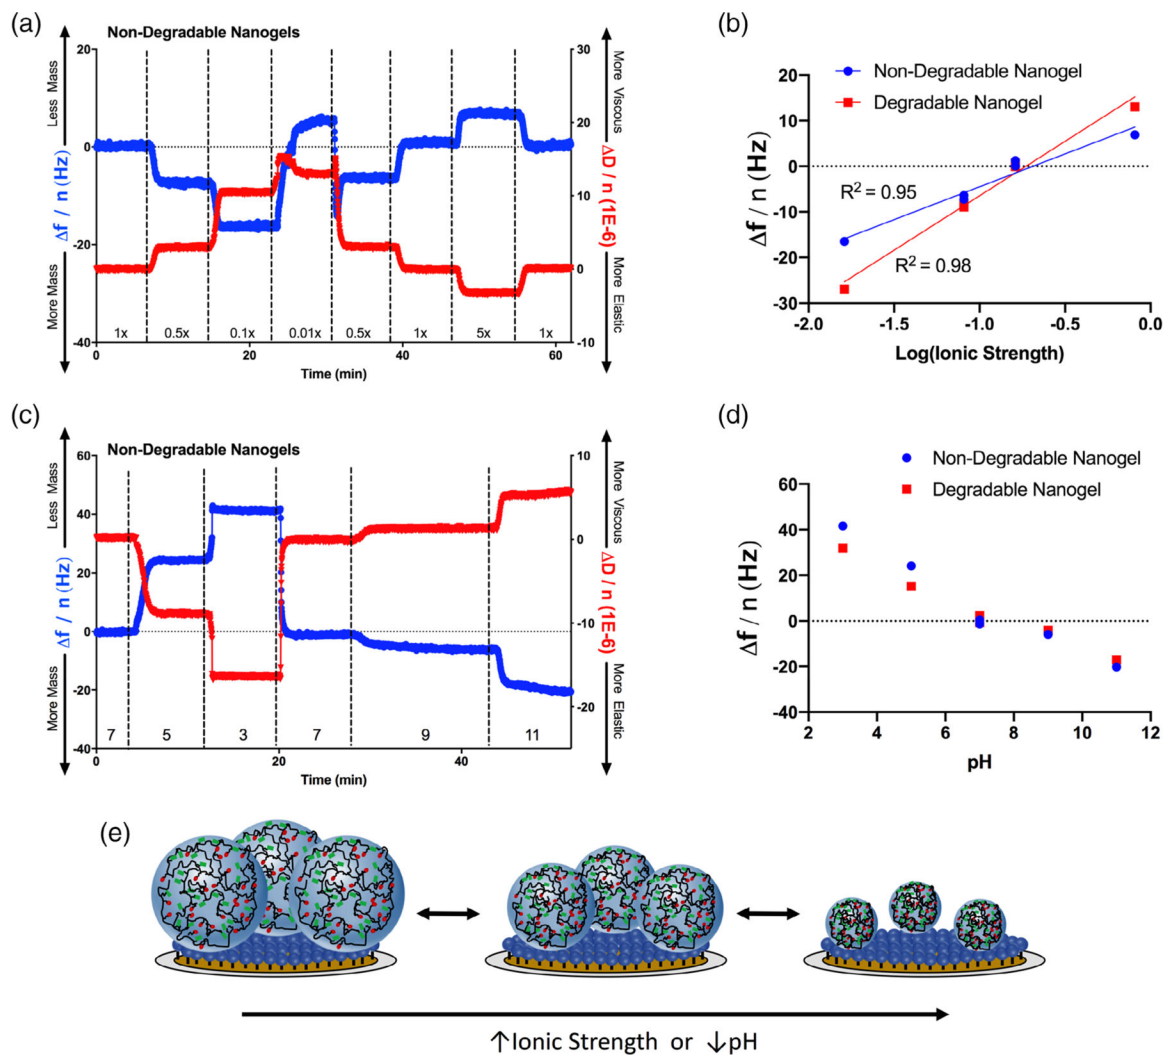 (a)
Non-Degradable Nanogels
Less Mass
More Mass
Δf / n (Hz)
20
0
-20
-40
30
20
10
0
-10
More Viscous
More Elastic
ΔD / n (1E-6)
1x 0.5x 0.1x 0.01x 0.5x 1x 5x 1x
0 20 40 60
Time (min)
(b)
Non-Degradable Nanogel
Degradable Nanogel
Δf / n (Hz)
20
10
0
-10
-20
-30
R² = 0.95
R² = 0.98
-2.0 -1.5 -1.0 -0.5 0.0
Log(Ionic Strength)
(c)
Non-Degradable Nanogels
Less Mass
More Mass
Δf / n (Hz)
60
40
20
0
-20
-40
10
0
-10
-20
More Viscous
More Elastic
ΔD / n (1E-6)
7 5 3 7 9 11
0 20 40
Time (min)
(d)
Non-Degradable Nanogel
Degradable Nanogel
Δf / n (Hz)
60
40
20
0
-20
-40
2 4 6 8 10 12
pH
(e)
↑Ionic Strength or ↓pH